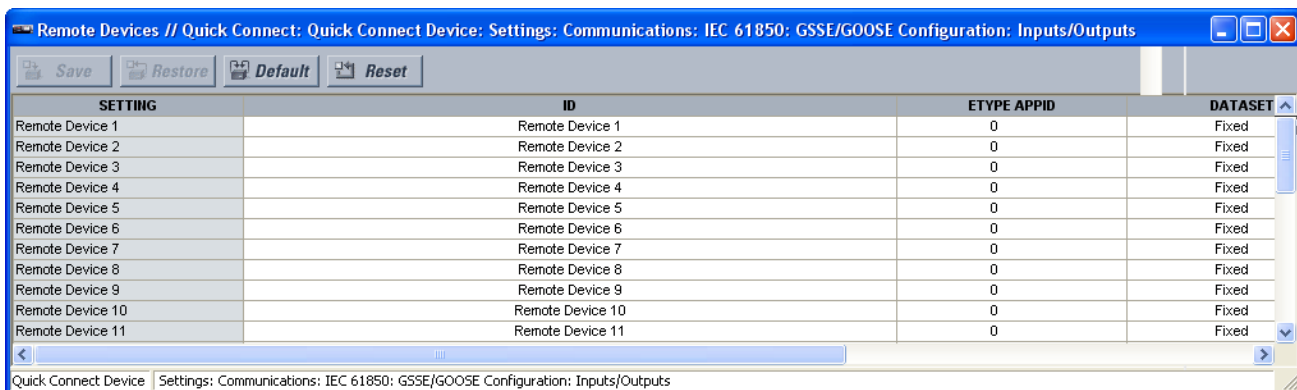 Remote Devices // Quick Connect: Quick Connect Device: Settings: Communications: IEC 61850: GSSE/GOOSE Configuration: Inputs/Outputs
Save Restore Default Reset
SETTING ID ETYPE APPID DATASET
Remote Device 1 Remote Device 1 0 Fixed
Remote Device 2 Remote Device 2 0 Fixed
Remote Device 3 Remote Device 3 0 Fixed
Remote Device 4 Remote Device 4 0 Fixed
Remote Device 5 Remote Device 5 0 Fixed
Remote Device 6 Remote Device 6 0 Fixed
Remote Device 7 Remote Device 7 0 Fixed
Remote Device 8 Remote Device 8 0 Fixed
Remote Device 9 Remote Device 9 0 Fixed
Remote Device 10 Remote Device 10 0 Fixed
Remote Device 11 Remote Device 11 0 Fixed
Quick Connect Device Settings: Communications: IEC 61850: GSSE/GOOSE Configuration: Inputs/Outputs